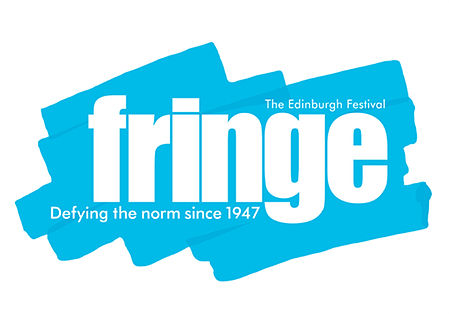 The Edinburgh Festival
fringe
Defying the norm since 1947